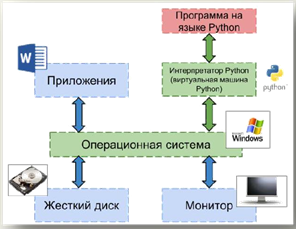 Программа на
языке Python
W
Приложения
Интерпретатор Python
(виртуальная машина
Python)
python
Windows
Операционная система
Жесткий диск
Монитор